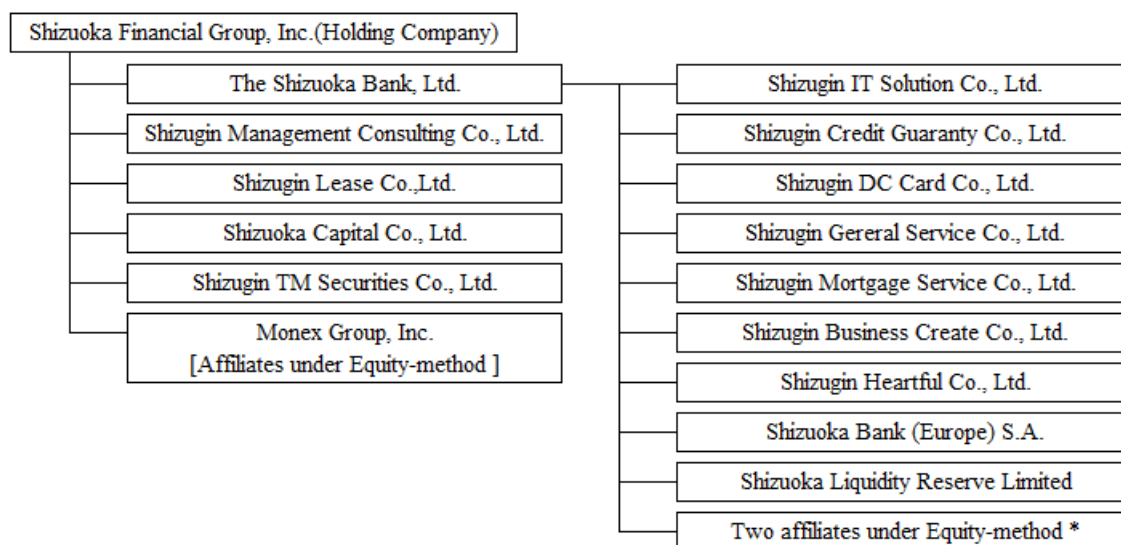 Shizuoka Financial Group, Inc.(Holding Company)
The Shizuoka Bank, Ltd.
Shizugin Management Consulting Co., Ltd.
Shizugin Lease Co.,Ltd.
Shizuoka Capital Co., Ltd.
Shizugin TM Securities Co., Ltd.
Monex Group, Inc.
[Affiliates under Equity-method ]
Shizugin IT Solution Co., Ltd.
Shizugin Credit Guaranty Co., Ltd.
Shizugin DC Card Co., Ltd.
Shizugin Gereral Service Co., Ltd.
Shizugin Mortgage Service Co., Ltd.
Shizugin Business Create Co., Ltd.
Shizugin Heartful Co., Ltd.
Shizuoka Bank (Europe) S.A.
Shizuoka Liquidity Reserve Limited
Two affiliates under Equity-method *